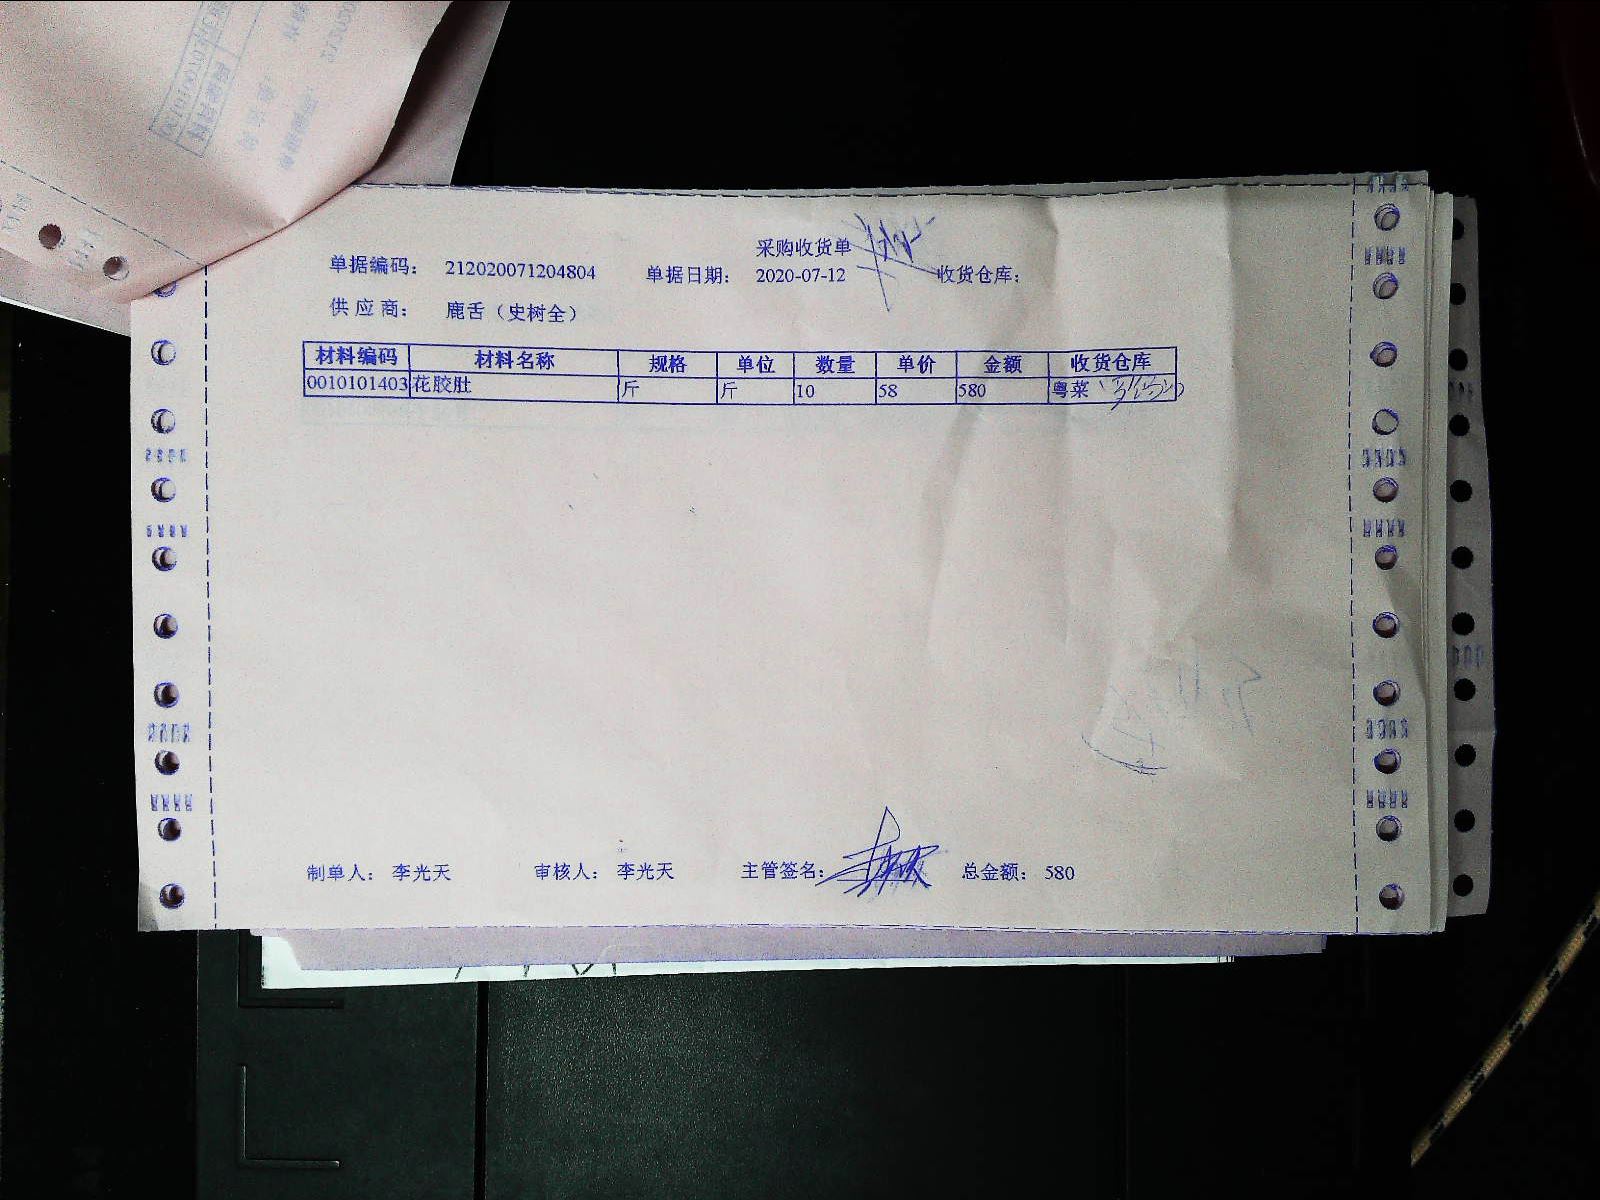 采购收货单
单据编码： 212020071204804 单据日期： 2020-07-12 收货仓库：
供应商： 鹿舌（史树全）
材料编码 材料名称 规格 单位 数量 单价 金额 收货仓库
0010101403 花胶肚 斤 斤 10 58 580 粤菜
制单人： 李光天 审核人： 李光天 主管签名： 总金额： 580